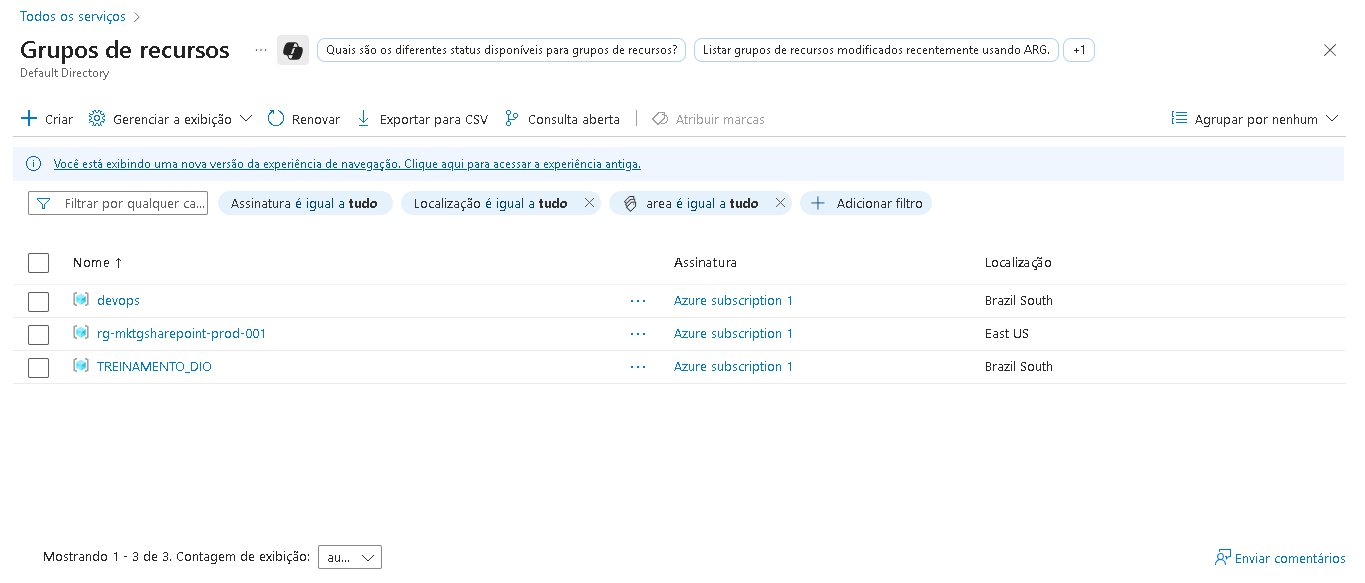 Todos os serviços
Grupos de recursos
Quais são os diferentes status disponíveis para grupos de recursos?
Listar grupos de recursos modificados recentemente usando ARG.
+1
Default Directory
Criar
Gerenciar a exibição
Renovar
Exportar para CSV
Consulta aberta
Atribuir marcas
Agrupar por nenhum
Você está exibindo uma nova versão da experiência de navegação. Clique aqui para acessar a experiência antiga.
Filtrar por qualquer ca...
Assinatura é igual a tudo
Localização é igual a tudo
area é igual a tudo
Adicionar filtro
Nome ↑ Assinatura Localização
devops ... Azure subscription 1 Brazil South
rg-mktgsharepoint-prod-001 ... Azure subscription 1 East US
TREINAMENTO_DIO ... Azure subscription 1 Brazil South
Mostrando 1 - 3 de 3. Contagem de exibição: au...
Enviar comentários